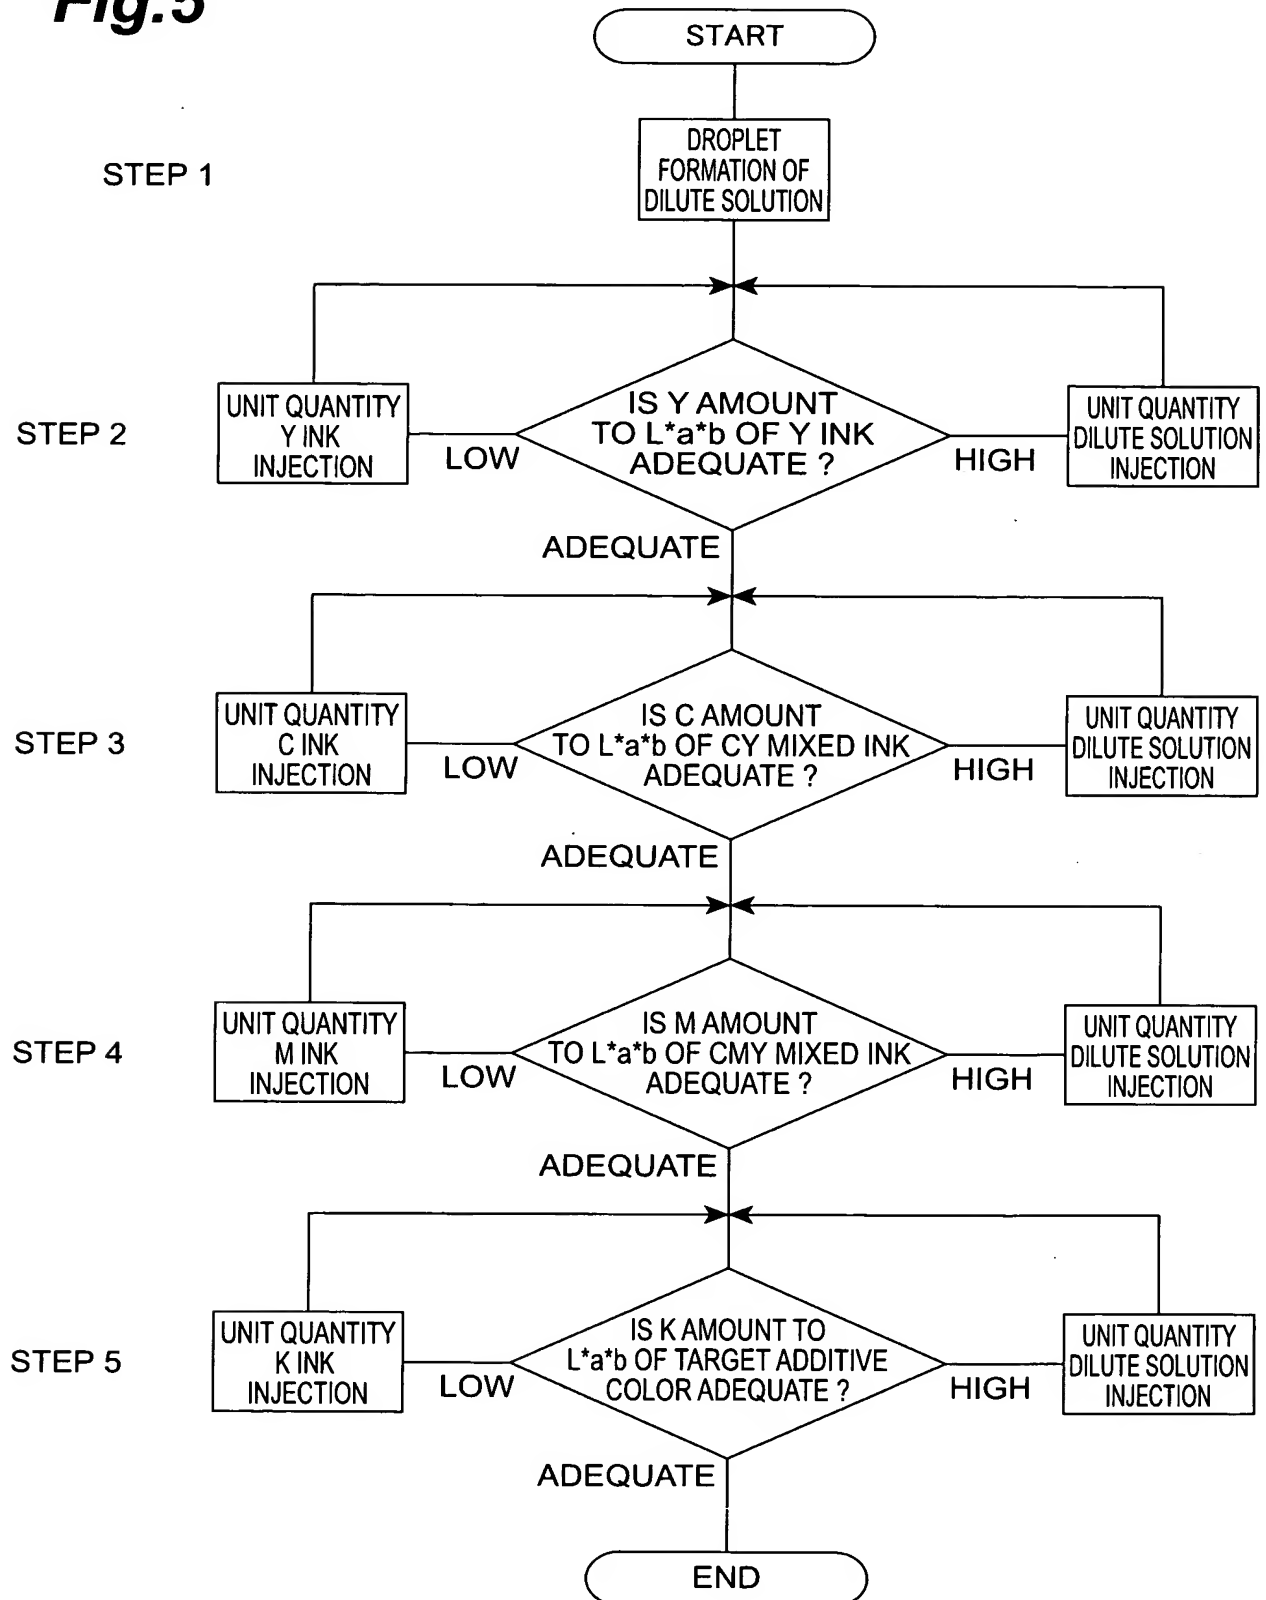 Fig.5
START
STEP 1
DROPLET
FORMATION OF
DILUTE SOLUTION
STEP 2
UNIT QUANTITY
Y INK
INJECTION
LOW
IS Y AMOUNT
TO L*a*b OF Y INK
ADEQUATE ?
HIGH
UNIT QUANTITY
DILUTE SOLUTION
INJECTION
ADEQUATE
STEP 3
UNIT QUANTITY
C INK
INJECTION
LOW
IS C AMOUNT
TO L*a*b OF CY MIXED INK
ADEQUATE ?
HIGH
UNIT QUANTITY
DILUTE SOLUTION
INJECTION
ADEQUATE
STEP 4
UNIT QUANTITY
M INK
INJECTION
LOW
IS M AMOUNT
TO L*a*b OF CMY MIXED INK
ADEQUATE ?
HIGH
UNIT QUANTITY
DILUTE SOLUTION
INJECTION
ADEQUATE
STEP 5
UNIT QUANTITY
K INK
INJECTION
LOW
IS K AMOUNT TO
L*a*b OF TARGET ADDITIVE
COLOR ADEQUATE ?
HIGH
UNIT QUANTITY
DILUTE SOLUTION
INJECTION
ADEQUATE
END